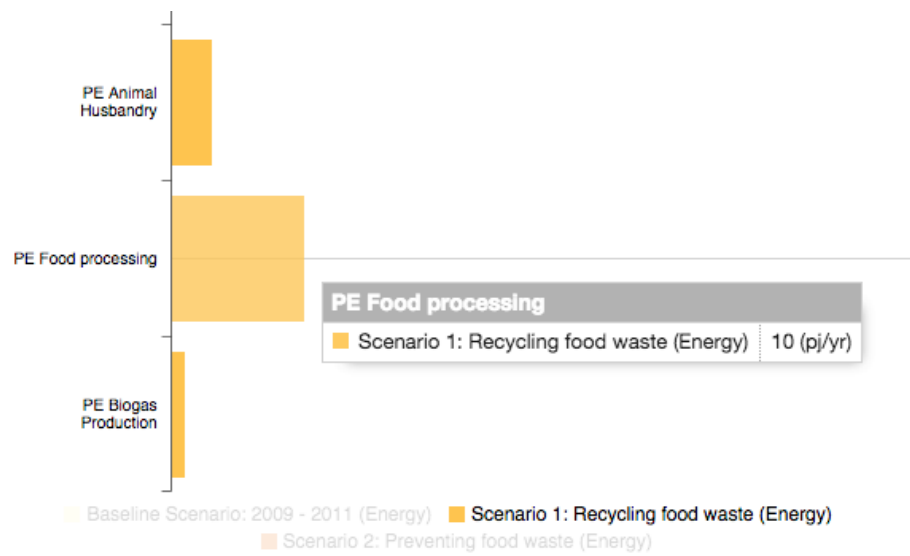 PE Animal
Husbandry
PE Food processing
PE Food processing
Scenario 1: Recycling food waste (Energy) 10 (pj/yr)
PE Biogas
Production
Baseline Scenario: 2009 - 2011 (Energy) Scenario 1: Recycling food waste (Energy)
Scenario 2: Preventing food waste (Energy)